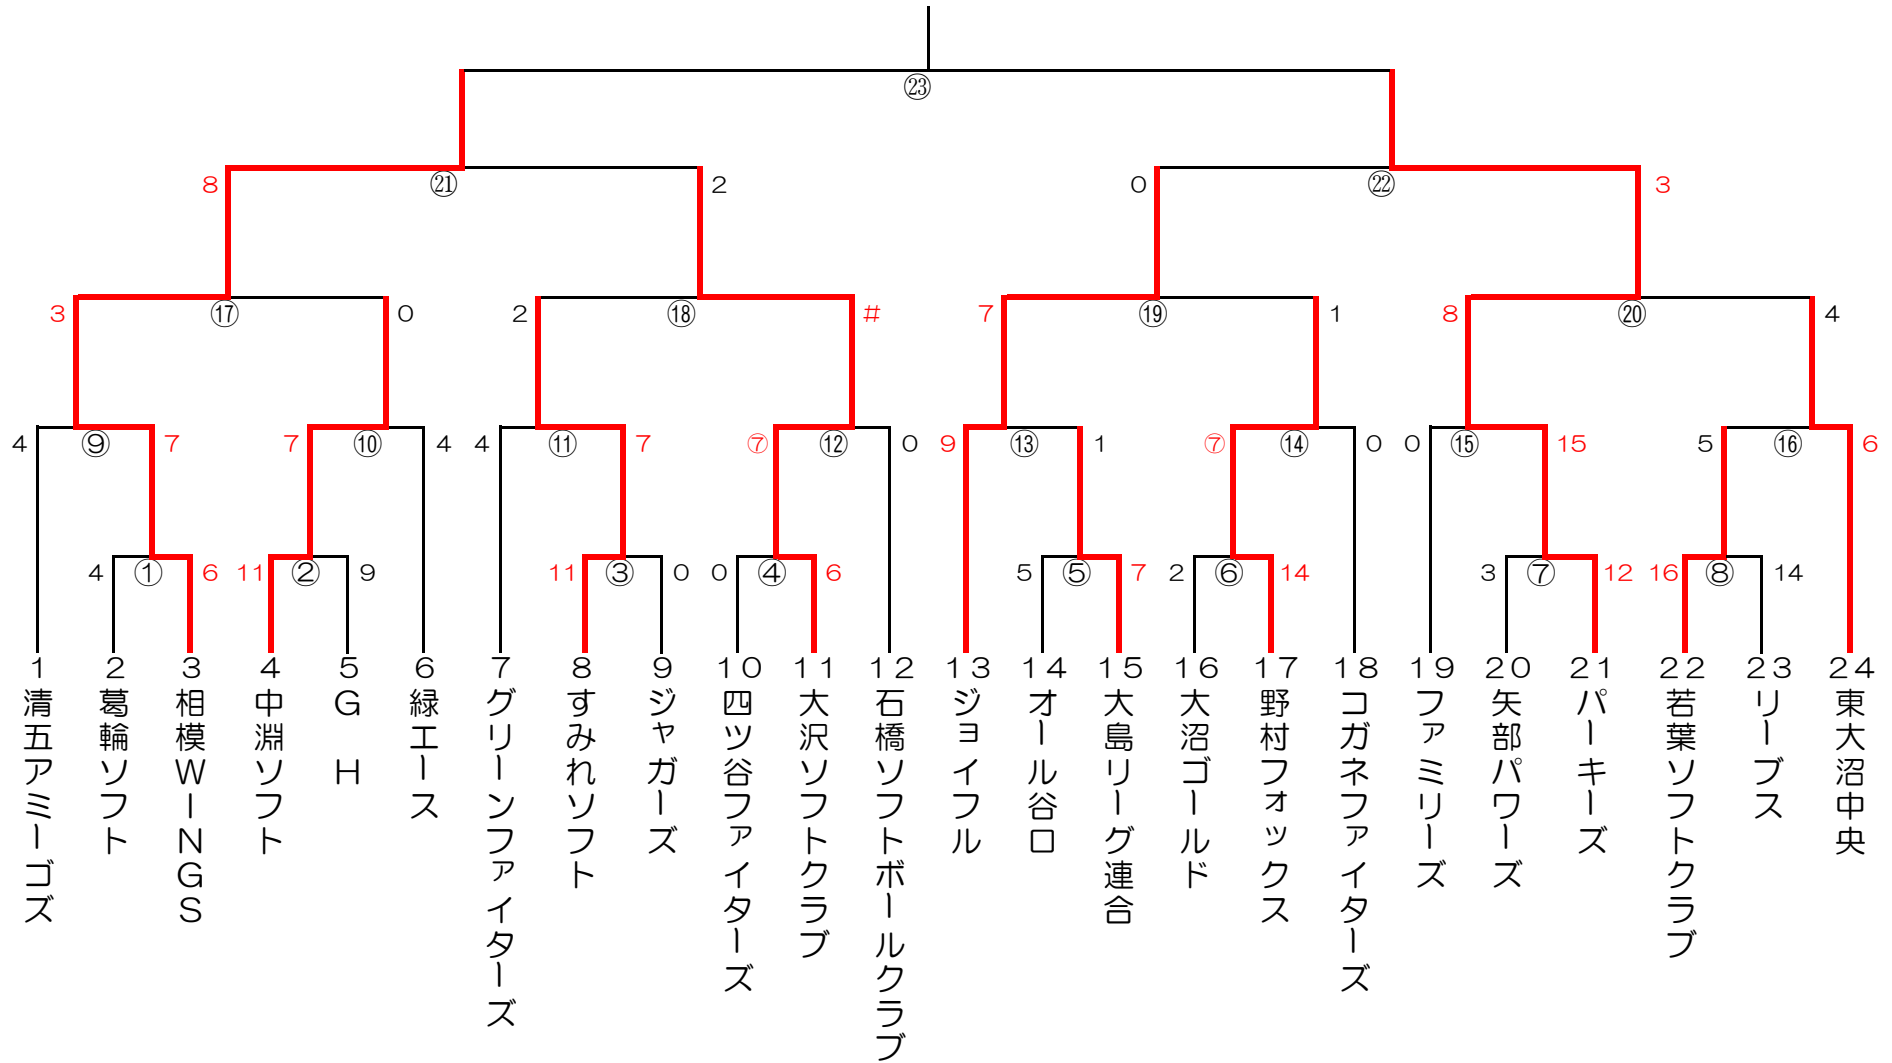 ㉓
8 ㉑ 2 0 ㉒ 3
3 ⑰ 0 2 ⑱ # 7 ⑲ 1 8 ⑳ 4
4 ⑨ 7 7 ⑩ 4 4 ⑪ 7 ⑦ ⑫ 0 9 ⑬ 1 ⑦ ⑭ 0 0 ⑮ 15 5 ⑯ 6
4 ① 6 11 ② 9 11 ③ 0 0 ④ 6 5 ⑤ 7 2 ⑥ 14 3 ⑦ 12 16 ⑧ 14
1 2 3 4 5 6 7 8 9 10 11 12 13 14 15 16 17 18 19 20 21 22 23 24
清五アミーゴズ
葛輪ソフト
相模WINGS
中淵ソフト
G H
緑エース
グリーンファイターズ
すみれソフト
ジャガーズ
四ツ谷ファイターズ
大沢ソフトクラブ
石橋ソフトボールクラブ
ジョイフル
オール谷口
大島リーグ連合
大沼ゴールド
野村フォックス
コガネファイターズ
ファミリーズ
矢部パワーズ
パーキーズ
若葉ソフトクラブ
リーブス
東大沼中央